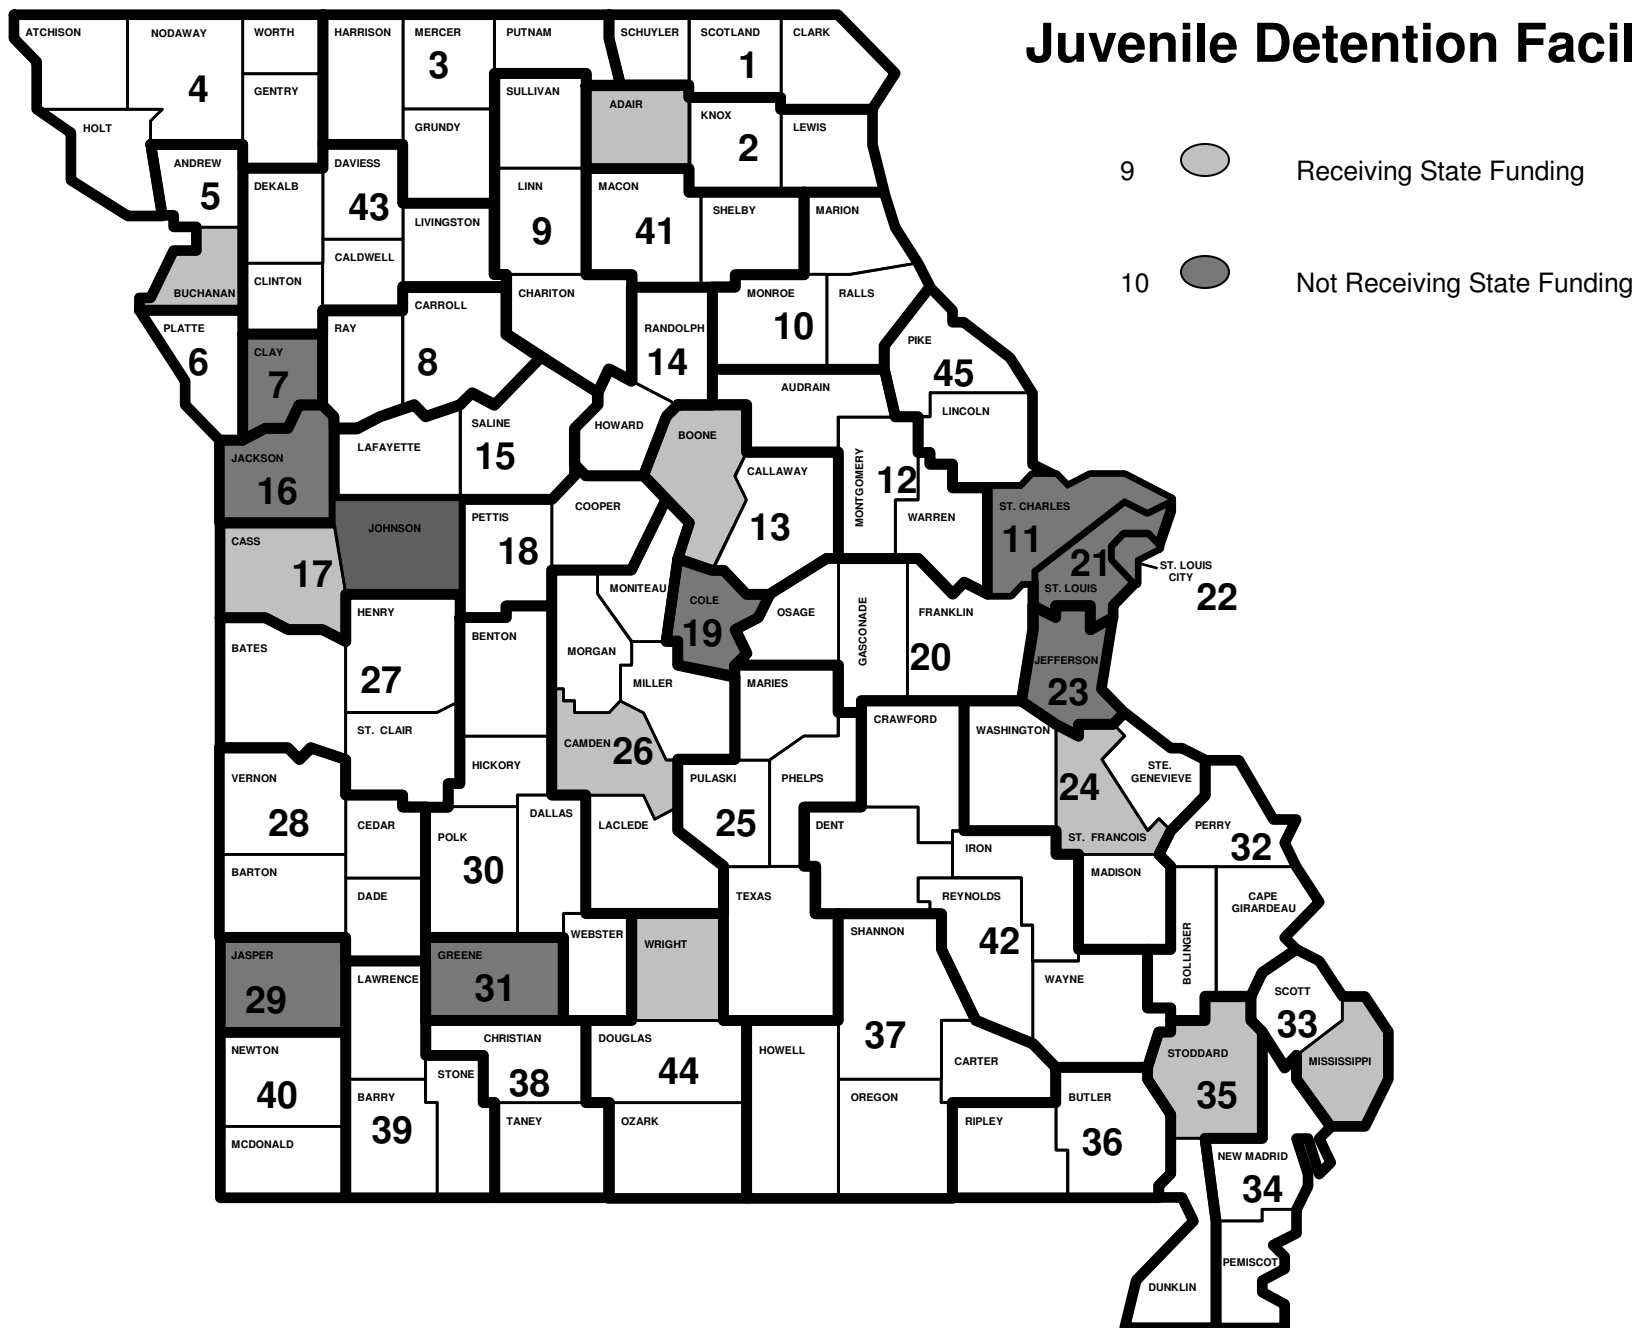 Juvenile Detention Facil
9 Receiving State Funding
10 Not Receiving State Funding
ATCHISON NODAWAY WORTH HARRISON MERCER PUTNAM SCHUYLER SCOTLAND CLARK
4 3 1
GENTRY SULLIVAN ADAIR KNOX
HOLT GRUNDY LEWIS
2
ANDREW DAVIESS
5 DEKALB LINN MACON
43 LIVINGSTON 9 41 SHELBY MARION
CALDWELL
BUCHANAN CLINTON CARROLL CHARITON MONROE RALLS
PLATTE RAY RANDOLPH 10
6 CLAY 8 14 PIKE
7 45
AUDRAIN
LINCOLN
SALINE HOWARD BOONE
JACKSON LAFAYETTE 15
16 CALLAWAY MONTGOMERY 12
COOPER ST. CHARLES
JOHNSON PETTIS 13 WARREN
CASS 18 11
17 21 ST. LOUIS
CITY
MONITEAU ST. LOUIS 22
HENRY COLE OSAGE GASCONADE FRANKLIN
BENTON 19
BATES MORGAN 20
27 MILLER MARIES JEFFERSON
23
ST. CLAIR CAMDEN 26 CRAWFORD WASHINGTON
HICKORY STE.
GENEVIEVE
VERNON PULASKI PHELPS 24
28 CEDAR DALLAS LACLEDE 25 DENT
POLK ST. FRANCOIS PERRY
30 IRON 32
BARTON MADISON
DADE TEXAS REYNOLDS CAPE
GIRARDEAU
WEBSTER SHANNON 42
JASPER GREENE WRIGHT BOLLINGER
29 LAWRENCE 31 WAYNE SCOTT
33
NEWTON CHRISTIAN DOUGLAS HOWELL 37
STONE 44 CARTER STODDARD MISSISSIPPI
40 BARRY 38 OREGON BUTLER 35
39 TANEY OZARK RIPLEY
MCDONALD 36
NEW MADRID
34
PEMISCOT
DUNKLIN